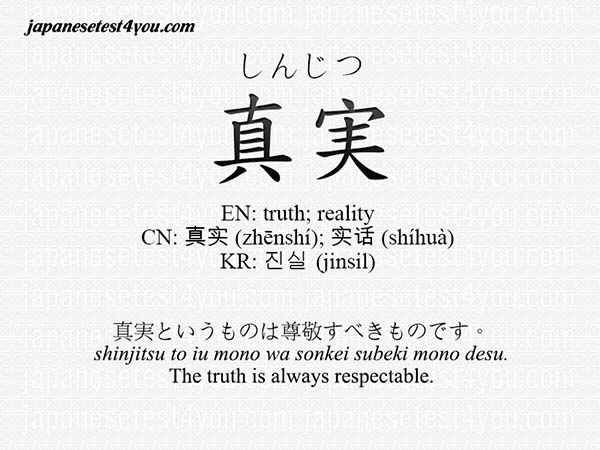 japanesetest4you.com
しんじつ
真実
EN: truth; reality
CN: 真实 (zhēnshí); 实话 (shíhuà)
KR: 진실 (jinsil)
真実というものは尊敬すべきものです。
shinjitsu to iu mono wa sonkei subeki mono desu.
The truth is always respectable.